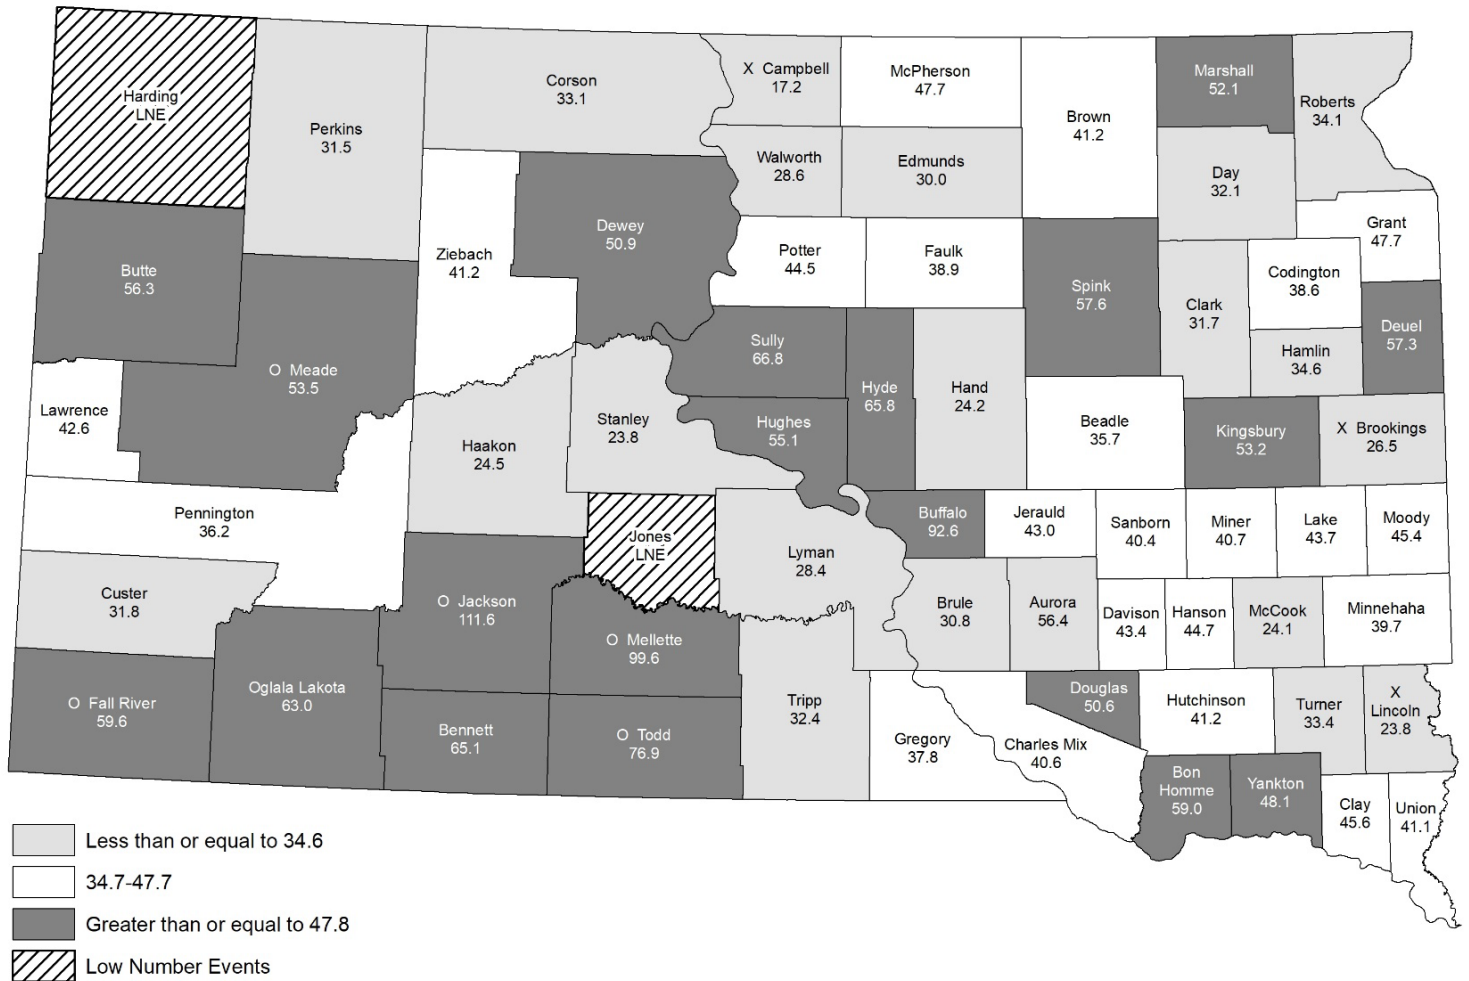 Harding
LNE
Perkins
31.5
Corson
33.1
X Campbell
17.2
McPherson
47.7
Brown
41.2
Marshall
52.1
Roberts
34.1
Walworth
28.6
Edmunds
30.0
Day
32.1
Butte
56.3
Ziebach
41.2
Dewey
50.9
Potter
44.5
Faulk
38.9
Spink
57.6
Grant
47.7
Codington
38.6
Clark
31.7
Deuel
57.3
Hamlin
34.6
O Meade
53.5
Sully
66.8
Hyde
65.8
Hand
24.2
Lawrence
42.6
Haakon
24.5
Stanley
23.8
Hughes
55.1
Beadle
35.7
Kingsbury
53.2
X Brookings
26.5
Pennington
36.2
Jones
LNE
Lyman
28.4
Buffalo
92.6
Jerauld
43.0
Sanborn
40.4
Miner
40.7
Lake
43.7
Moody
45.4
Custer
31.8
O Jackson
111.6
O Mellette
99.6
Brule
30.8
Aurora
56.4
Davison
43.4
Hanson
44.7
McCook
24.1
Minnehaha
39.7
O Fall River
59.6
Oglala Lakota
63.0
Bennett
65.1
O Todd
76.9
Tripp
32.4
Gregory
37.8
Charles Mix
40.6
Douglas
50.6
Hutchinson
41.2
Turner
33.4
X
Lincoln
23.8
Bon
Homme
59.0
Yankton
48.1
Clay
45.6
Union
41.1
Less than or equal to 34.6
34.7-47.7
Greater than or equal to 47.8
Low Number Events